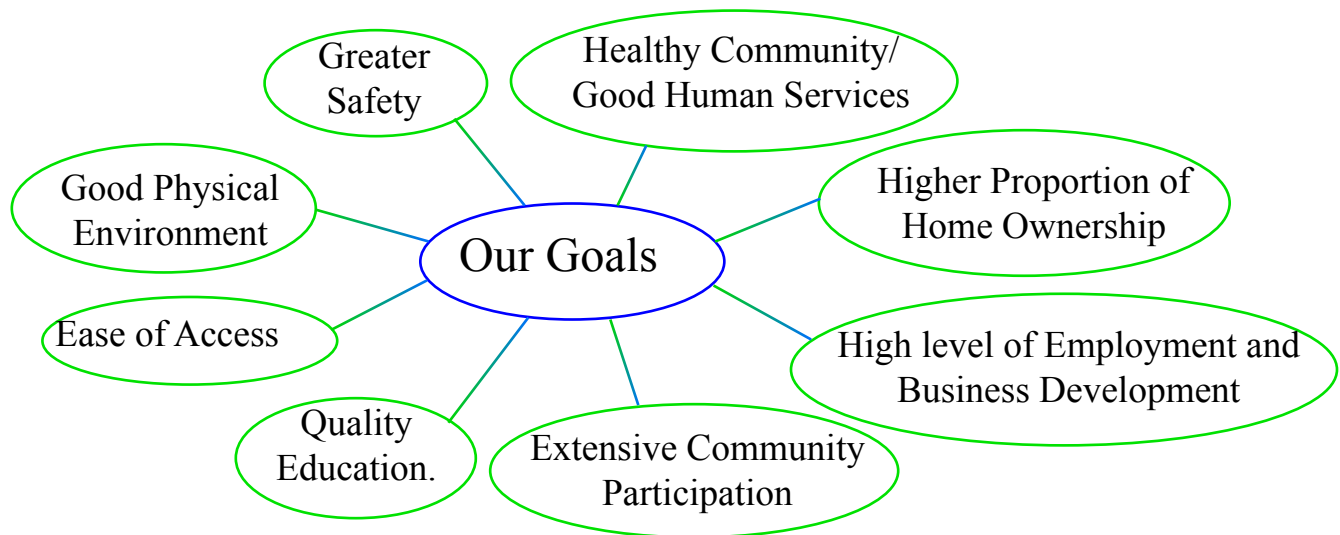 Greater
Safety
Healthy Community/
Good Human Services
Good Physical
Environment
Higher Proportion of
Home Ownership
Our Goals
Ease of Access
High level of Employment and
Business Development
Quality
Education.
Extensive Community
Participation